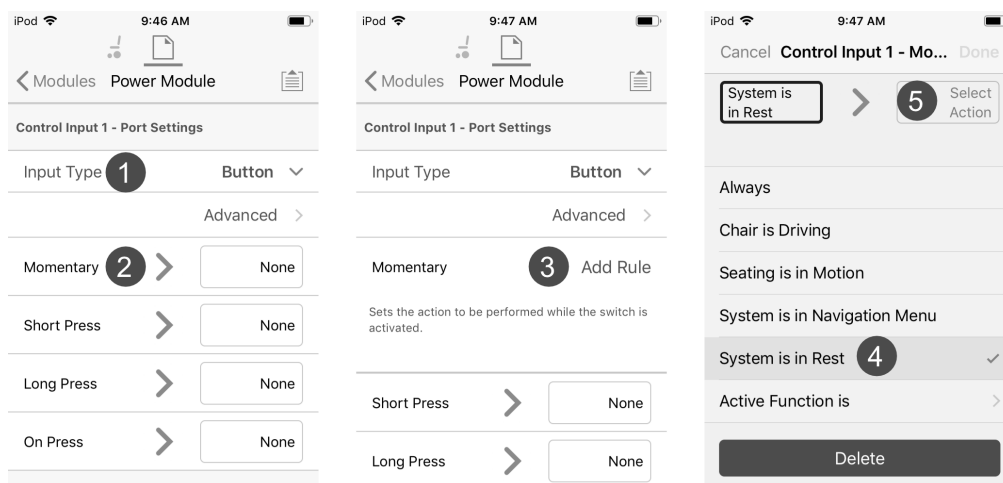 iPod 9:46 AM
Modules Power Module
Control Input 1 - Port Settings
Input Type 1 Button
Advanced
Momentary 2 None
Short Press None
Long Press None
On Press None
iPod 9:47 AM
Modules Power Module
Control Input 1 - Port Settings
Input Type Button
Advanced
Momentary 3 Add Rule
Sets the action to be performed while the switch is
activated.
Short Press None
Long Press None
iPod 9:47 AM
Cancel Control Input 1 - Mo... Done
System is
in Rest
5 Select
Action
Always
Chair is Driving
Seating is in Motion
System is in Navigation Menu
System is in Rest 4
Active Function is
Delete